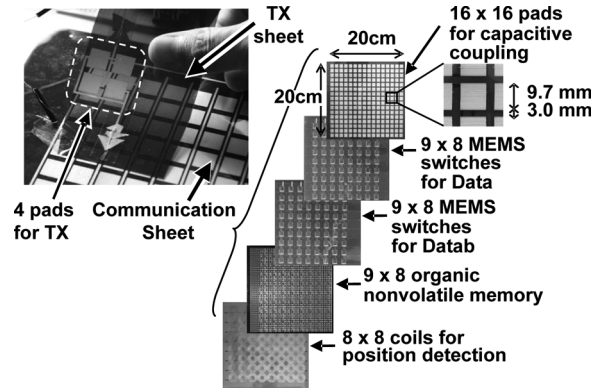 TX
sheet
4 pads
for TX
Communication
Sheet
20cm
20cm
16 x 16 pads
for capacitive
coupling
9.7 mm
3.0 mm
9 x 8 MEMS
switches
for Data
9 x 8 MEMS
switches
for Datab
9 x 8 organic
nonvolatile memory
8 x 8 coils for
position detection